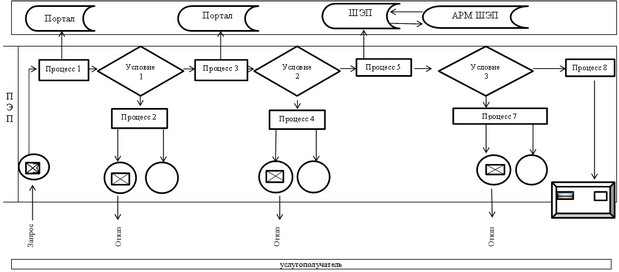 Портал
Портал
ШЭП
АРМ ШЭП
П
Э
П
Процесс 1
Условие
1
Процесс 3
Условие
2
Процесс 5
Условие
3
Процесс 8
Процесс 2
Процесс 4
Процесс 7
Запрос
Отказ
Отказ
Отказ
услугополучатель